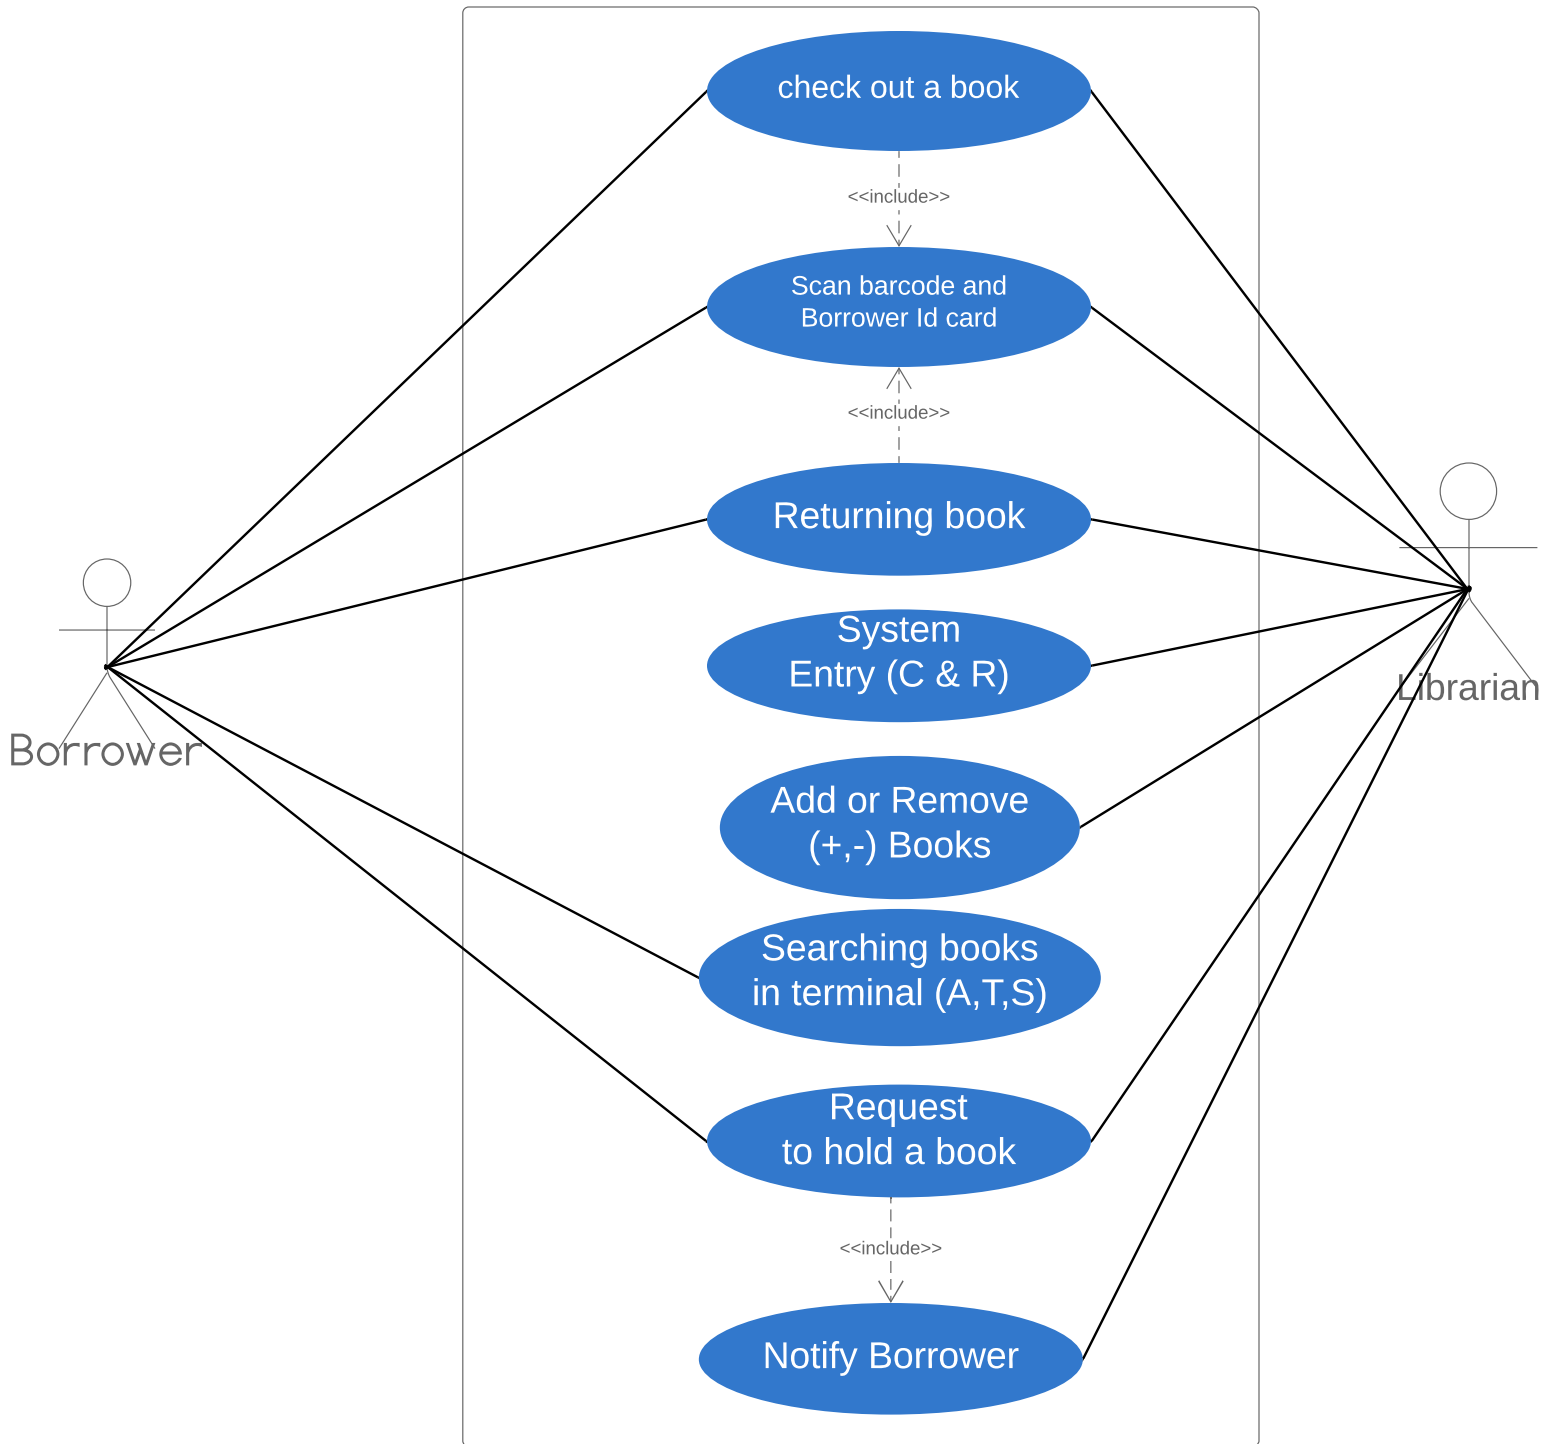 check out a book
<<include>>
Scan barcode and
Borrower Id card
<<include>>
Returning book
System
Entry (C & R)
Librarian
Borrower
Add or Remove
(+,-) Books
Searching books
in terminal (A,T,S)
Request
to hold a book
<<include>>
Notify Borrower